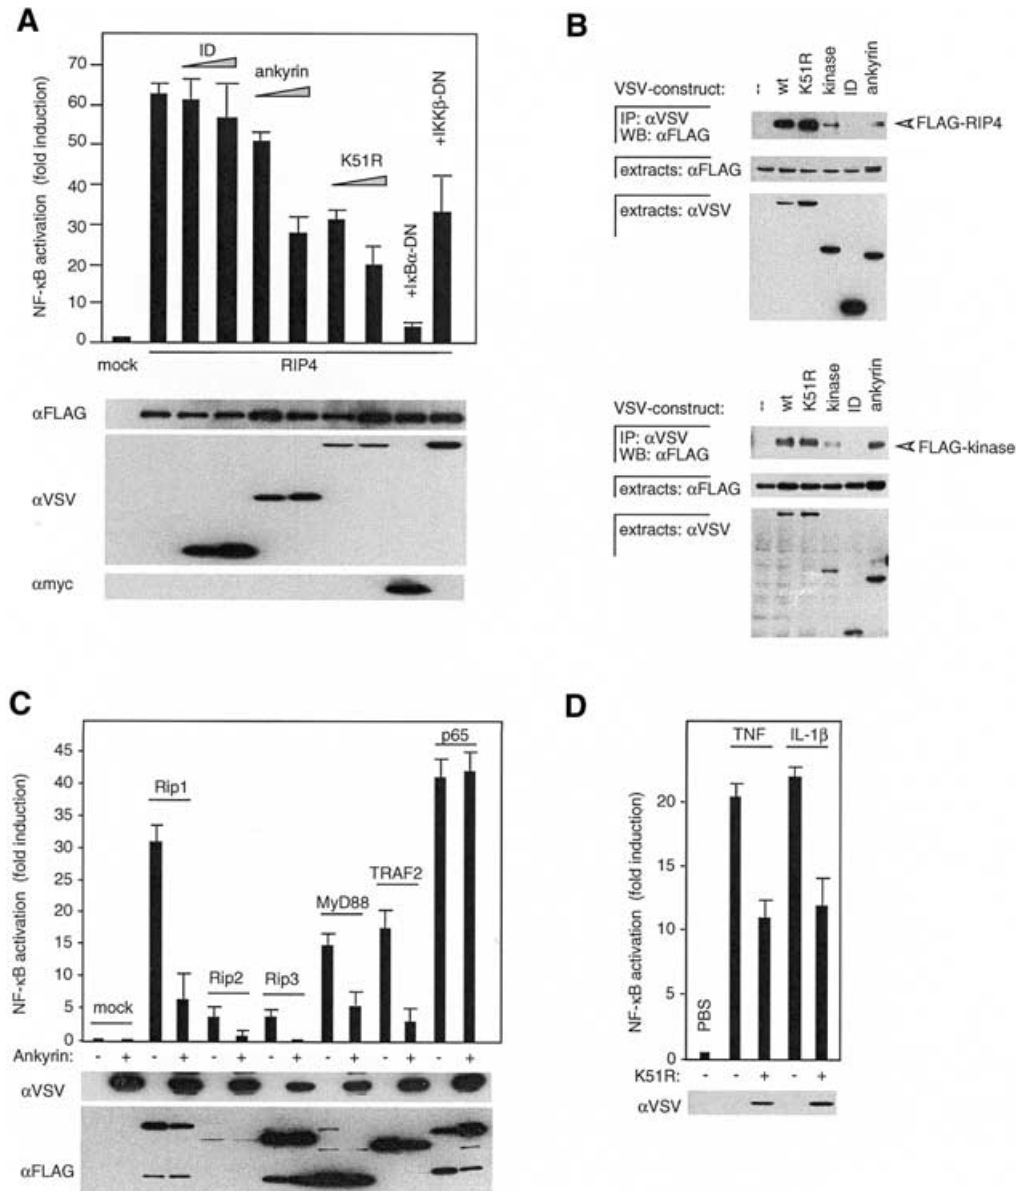 A
NF-κB activation (fold induction)
70
60
50
40
30
20
10
0
ID
ankyrin
K51R
+IκBα-DN
+IKKβ-DN
mock
RIP4
αFLAG
αVSV
αmyc
B
VSV-construct:
-- wt K51R kinase ID ankyrin
IP: αVSV
WB: αFLAG
FLAG-RIP4
extracts: αFLAG
extracts: αVSV
VSV-construct:
-- wt K51R kinase ID ankyrin
IP: αVSV
WB: αFLAG
FLAG-kinase
extracts: αFLAG
extracts: αVSV
C
NF-κB activation (fold induction)
45
40
35
30
25
20
15
10
5
0
mock
Rip1
Rip2
Rip3
MyD88
TRAF2
p65
Ankyrin: - + - + - + - + - + - + - +
αVSV
αFLAG
D
NF-κB activation (fold induction)
20
15
10
5
0
PBS
TNF
IL-1β
K51R: - - + - +
αVSV